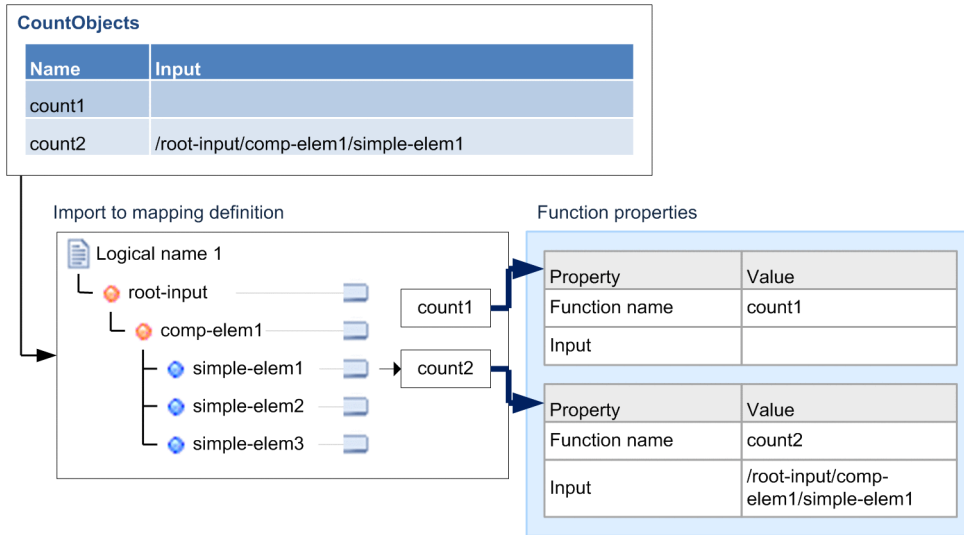 CountObjects
Name Input
count1
count2 /root-input/comp-elem1/simple-elem1
Import to mapping definition
Logical name 1
root-input
comp-elem1
simple-elem1
simple-elem2
simple-elem3
count1
count2
Function properties
Property Value
Function name count1
Input
Property Value
Function name count2
Input /root-input/comp-
elem1/simple-elem1